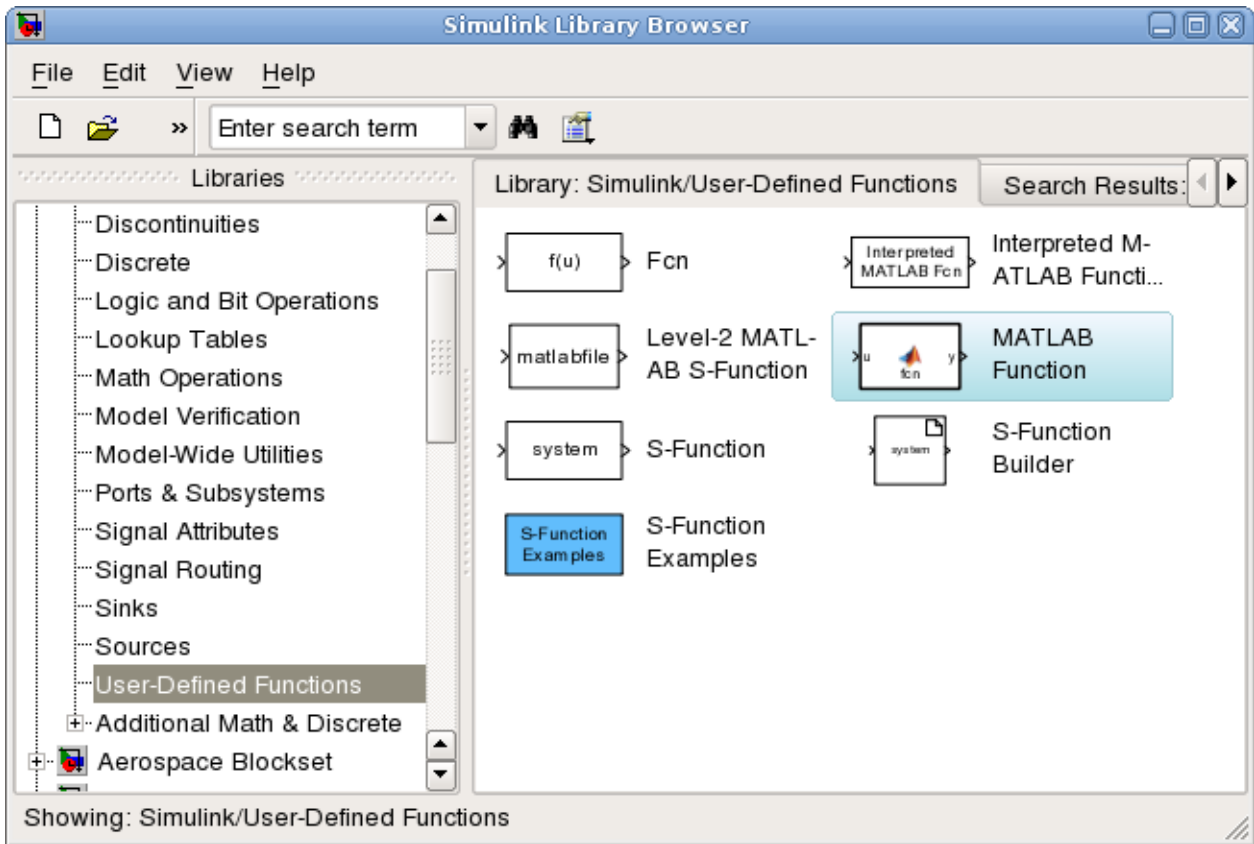 Simulink Library Browser
File Edit View Help
Enter search term
Libraries
Discontinuities
Discrete
Logic and Bit Operations
Lookup Tables
Math Operations
Model Verification
Model-Wide Utilities
Ports & Subsystems
Signal Attributes
Signal Routing
Sinks
Sources
User-Defined Functions
Additional Math & Discrete
Aerospace Blockset
Library: Simulink/User-Defined Functions
Search Results:
f(u)
Fcn
Interpreted
MATLAB Fcn
Interpreted M-
ATLAB Functi...
matlabfile
Level-2 MATL-
AB S-Function
u
y
fcn
MATLAB
Function
system
S-Function
system
S-Function
Builder
S-Function
Examples
S-Function
Examples
Showing: Simulink/User-Defined Functions